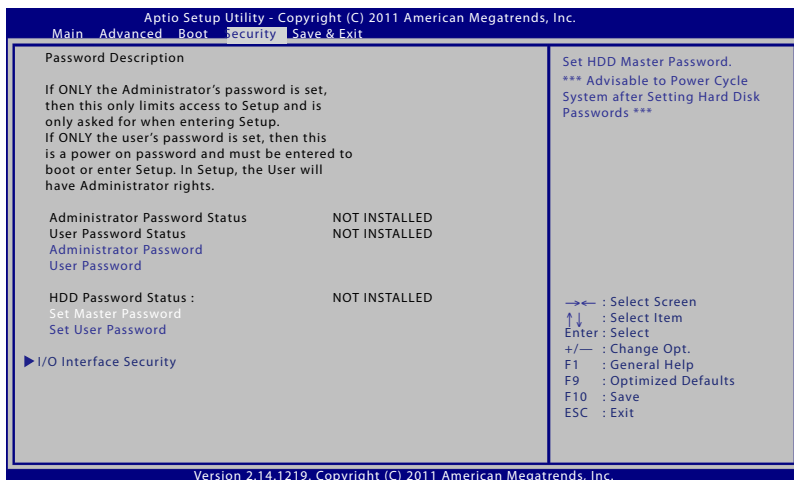 Aptio Setup Utility - Copyright (C) 2011 American Megatrends, Inc.
Main Advanced Boot Security Save & Exit
Password Description
If ONLY the Administrator's password is set,
then this only limits access to Setup and is
only asked for when entering Setup.
If ONLY the user's password is set, then this
is a power on password and must be entered to
boot or enter Setup. In Setup, the User will
have Administrator rights.
Administrator Password Status NOT INSTALLED
User Password Status NOT INSTALLED
Administrator Password
User Password
HDD Password Status : NOT INSTALLED
Set Master Password
Set User Password
I/O Interface Security
Set HDD Master Password.
*** Advisable to Power Cycle
System after Setting Hard Disk
Passwords ***
→← : Select Screen
↑↓ : Select Item
Enter : Select
+/— : Change Opt.
F1 : General Help
F9 : Optimized Defaults
F10 : Save
ESC : Exit
Version 2.14.1219. Copyright (C) 2011 American Megatrends, Inc.